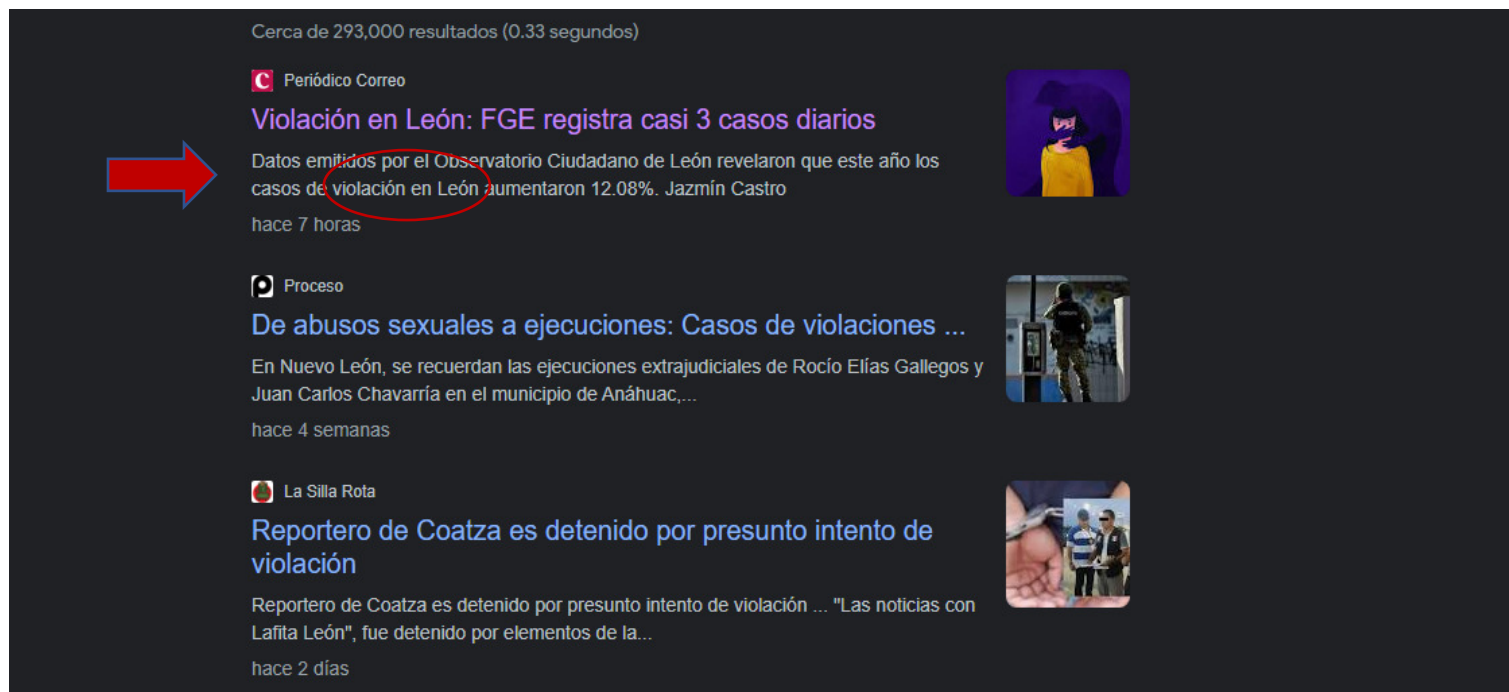 Cerca de 293,000 resultados (0.33 segundos)
Periódico Correo
Violación en León: FGE registra casi 3 casos diarios
Datos emitidos por el Observatorio Ciudadano de León revelaron que este año los
casos de violación en León aumentaron 12.08%. Jazmín Castro
hace 7 horas
Proceso
De abusos sexuales a ejecuciones: Casos de violaciones ...
En Nuevo León, se recuerdan las ejecuciones extrajudiciales de Rocío Elías Gallegos y
Juan Carlos Chavarría en el municipio de Anáhuac,...
hace 4 semanas
La Silla Rota
Reportero de Coatza es detenido por presunto intento de
violación
Reportero de Coatza es detenido por presunto intento de violación ... "Las noticias con
Lafita León", fue detenido por elementos de la...
hace 2 días